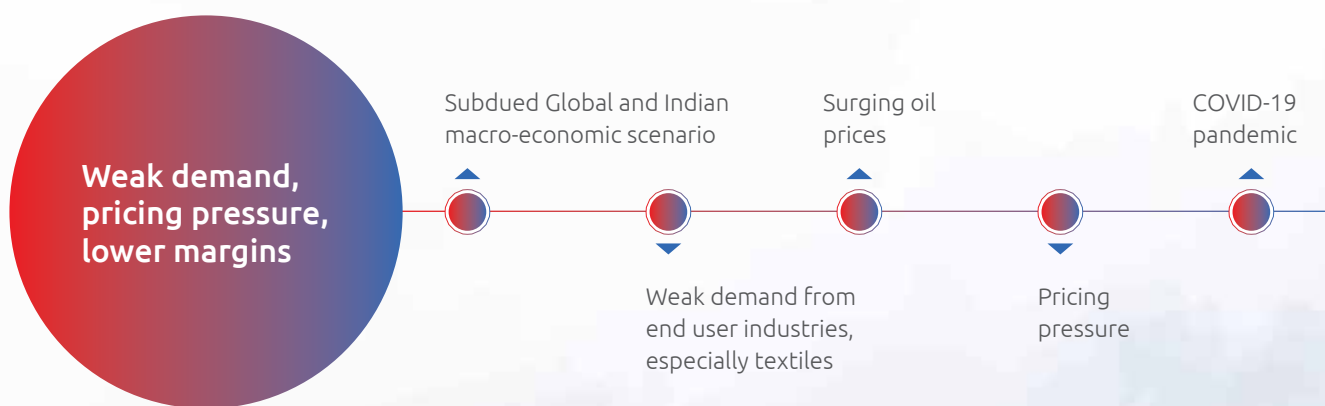 Weak demand,
pricing pressure,
lower margins
Subdued Global and Indian
macro-economic scenario
Weak demand from
end user industries,
especially textiles
Surging oil
prices
Pricing
pressure
COVID-19
pandemic